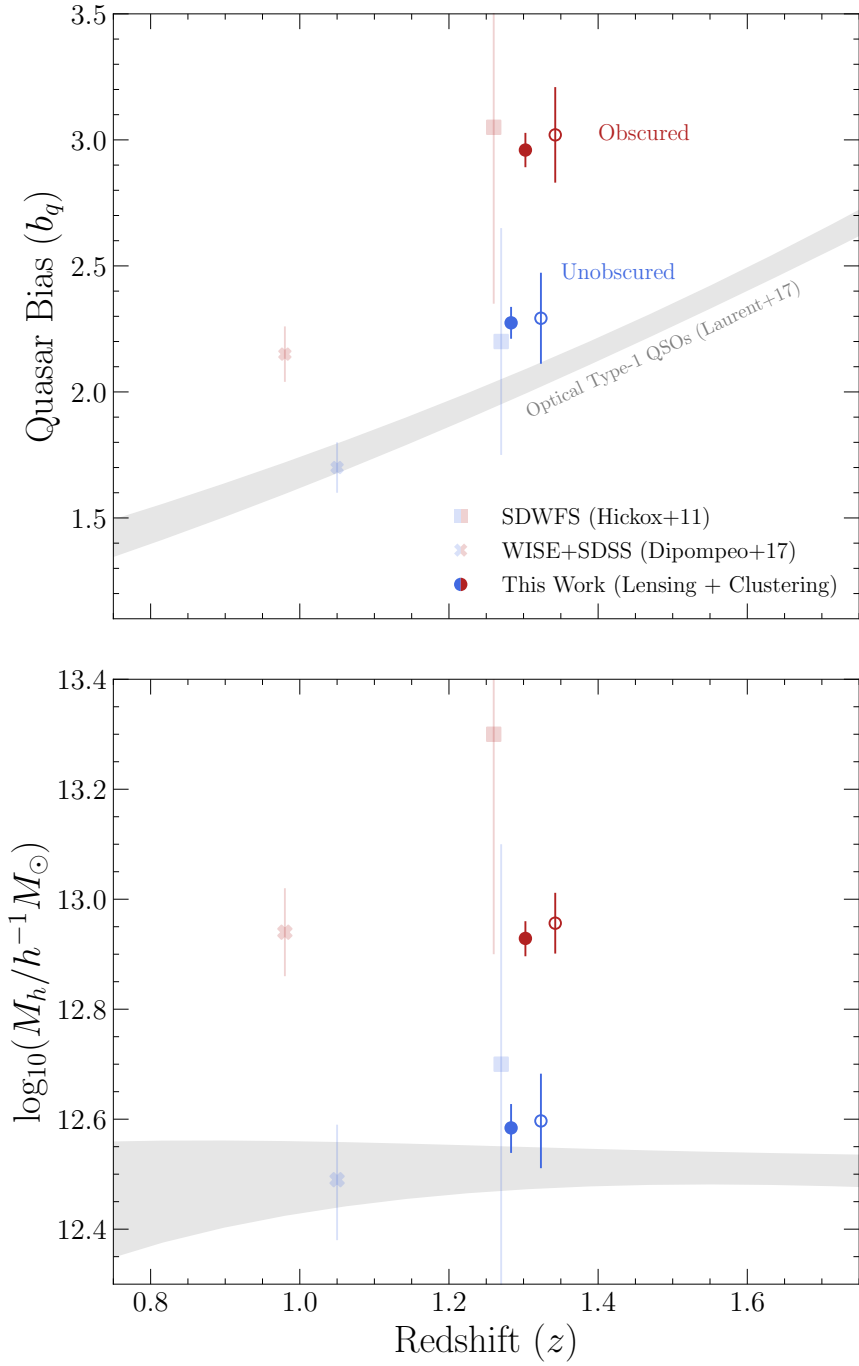 3.5
3.0
2.5
2.0
1.5
Quasar Bias (b_q)
Obscured
Unobscured
Optical Type-1 QSOs (Laurent+17)
SDWFS (Hickox+11)
WISE+SDSS (Dipompeo+17)
This Work (Lensing + Clustering)
13.4
13.2
13.0
12.8
12.6
12.4
log₁₀(M_h/h⁻¹M_⊙)
0.8 1.0 1.2 1.4 1.6
Redshift (z)